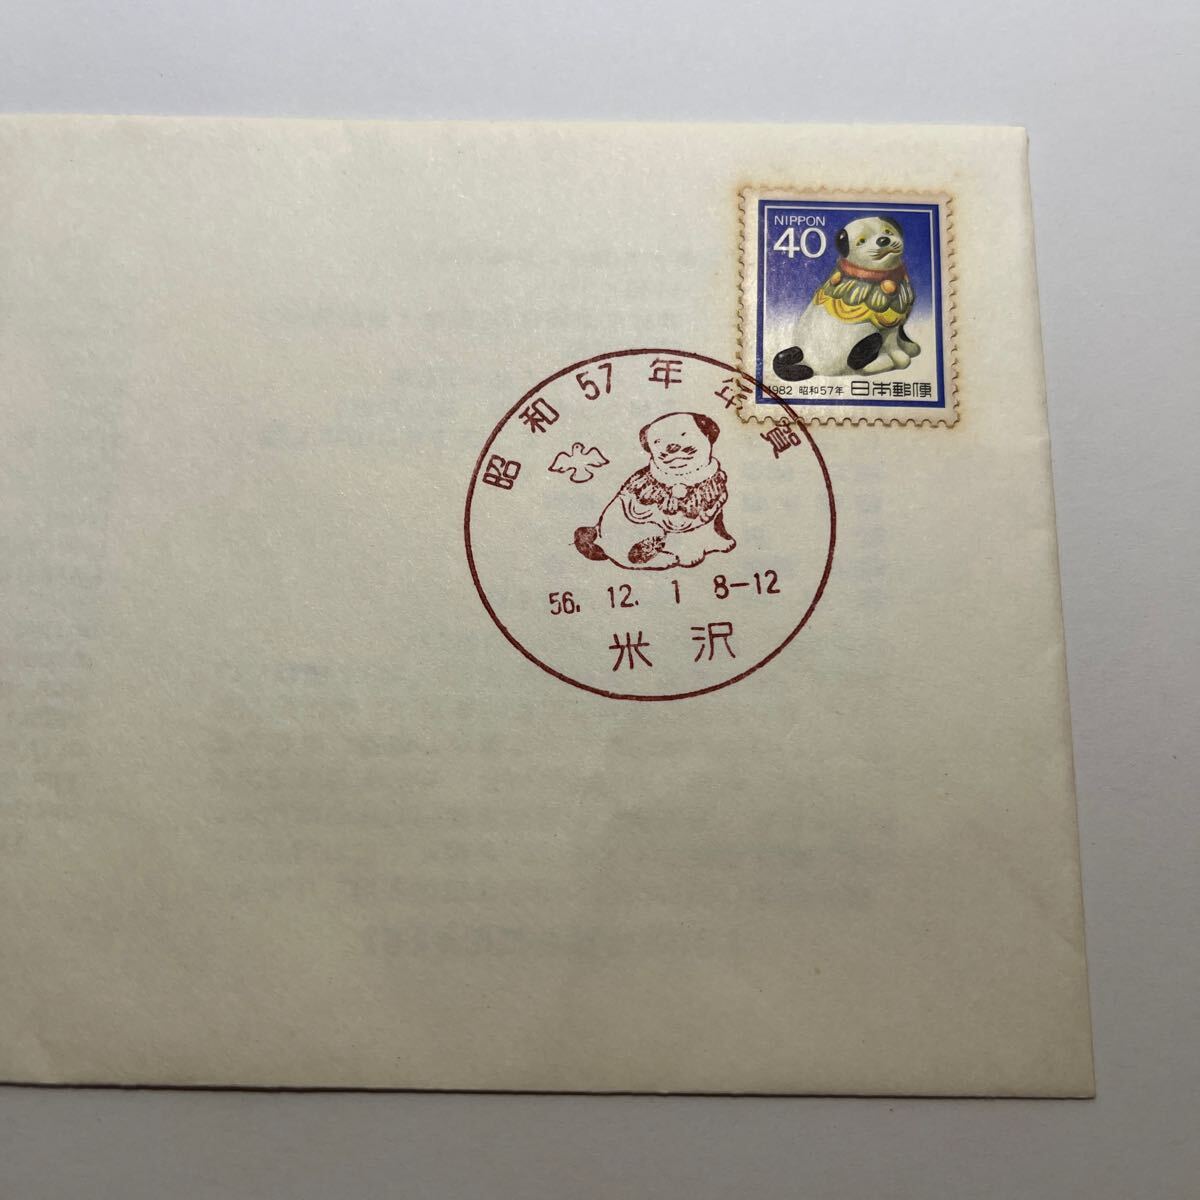 NIPPON
40
1982 昭和57年 日本郵便
昭和57年年賀
56. 12. 1 8-12
米沢